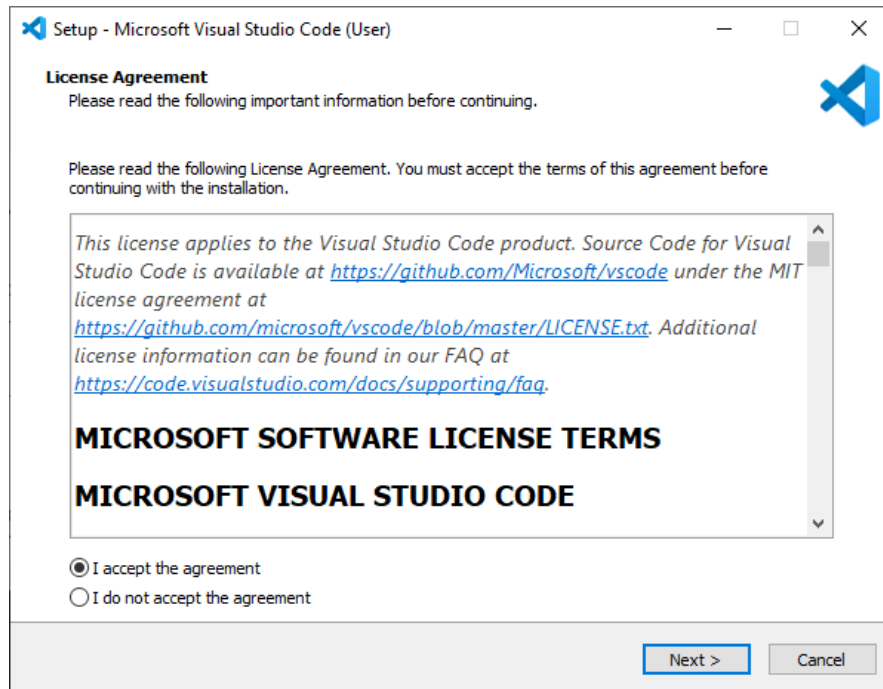 Setup - Microsoft Visual Studio Code (User)
License Agreement
Please read the following important information before continuing.
Please read the following License Agreement. You must accept the terms of this agreement before
continuing with the installation.
This license applies to the Visual Studio Code product. Source Code for Visual
Studio Code is available at https://github.com/Microsoft/vscode under the MIT
license agreement at
https://github.com/microsoft/vscode/blob/master/LICENSE.txt. Additional
license information can be found in our FAQ at
https://code.visualstudio.com/docs/supporting/faq.
MICROSOFT SOFTWARE LICENSE TERMS
MICROSOFT VISUAL STUDIO CODE
I accept the agreement
I do not accept the agreement
Next >
Cancel